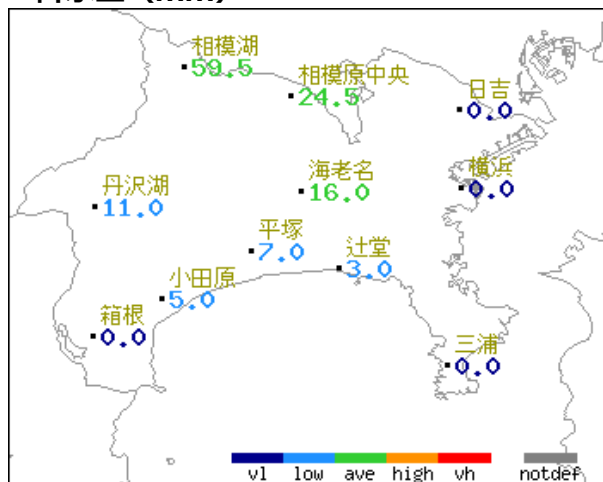 (mm)
相模湖
59.5
相模原中央
24.5
日吉
0.0
海老名
16.0
横浜
0.0
丹沢湖
11.0
平塚
7.0
辻堂
3.0
小田原
5.0
箱根
0.0
三浦
0.0
vl low ave high vh notdef